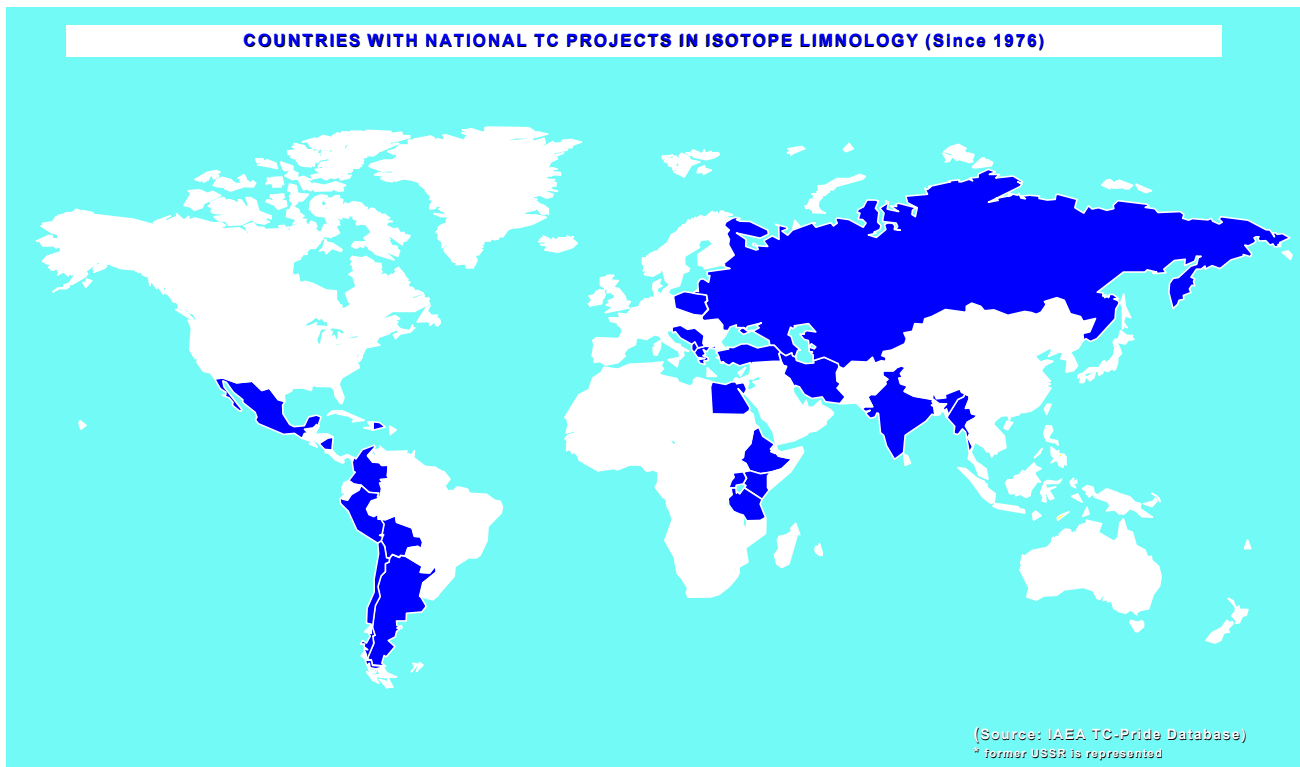 COUNTRIES WITH NATIONAL TC PROJECTS IN ISOTOPE LIMNOLOGY (Since 1976)
(Source: IAEA TC-Pride Database)
* former USSR is represented